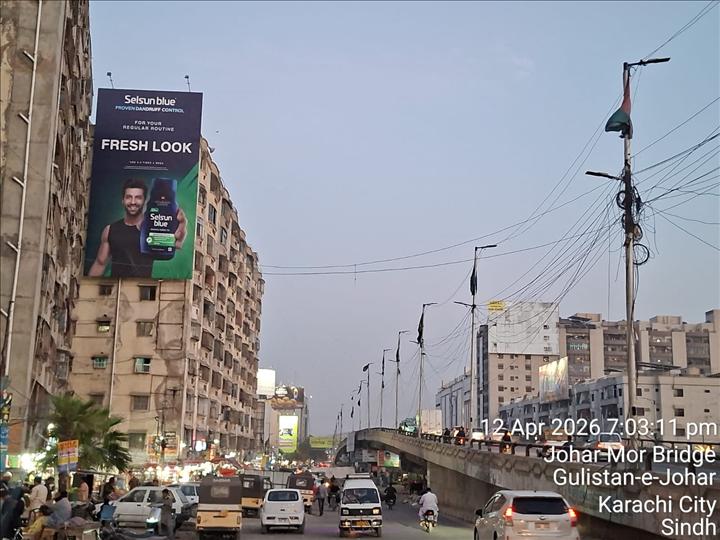 Selsun blue
PROVEN DANDRUFF CONTROL
FOR YOUR
REGULAR ROUTINE
FRESH LOOK
Selsun
blue
12 Apr 2026 7:03:11 pm
Johar Mor Bridge
Gulistan-e-Johar
Karachi City
Sindh